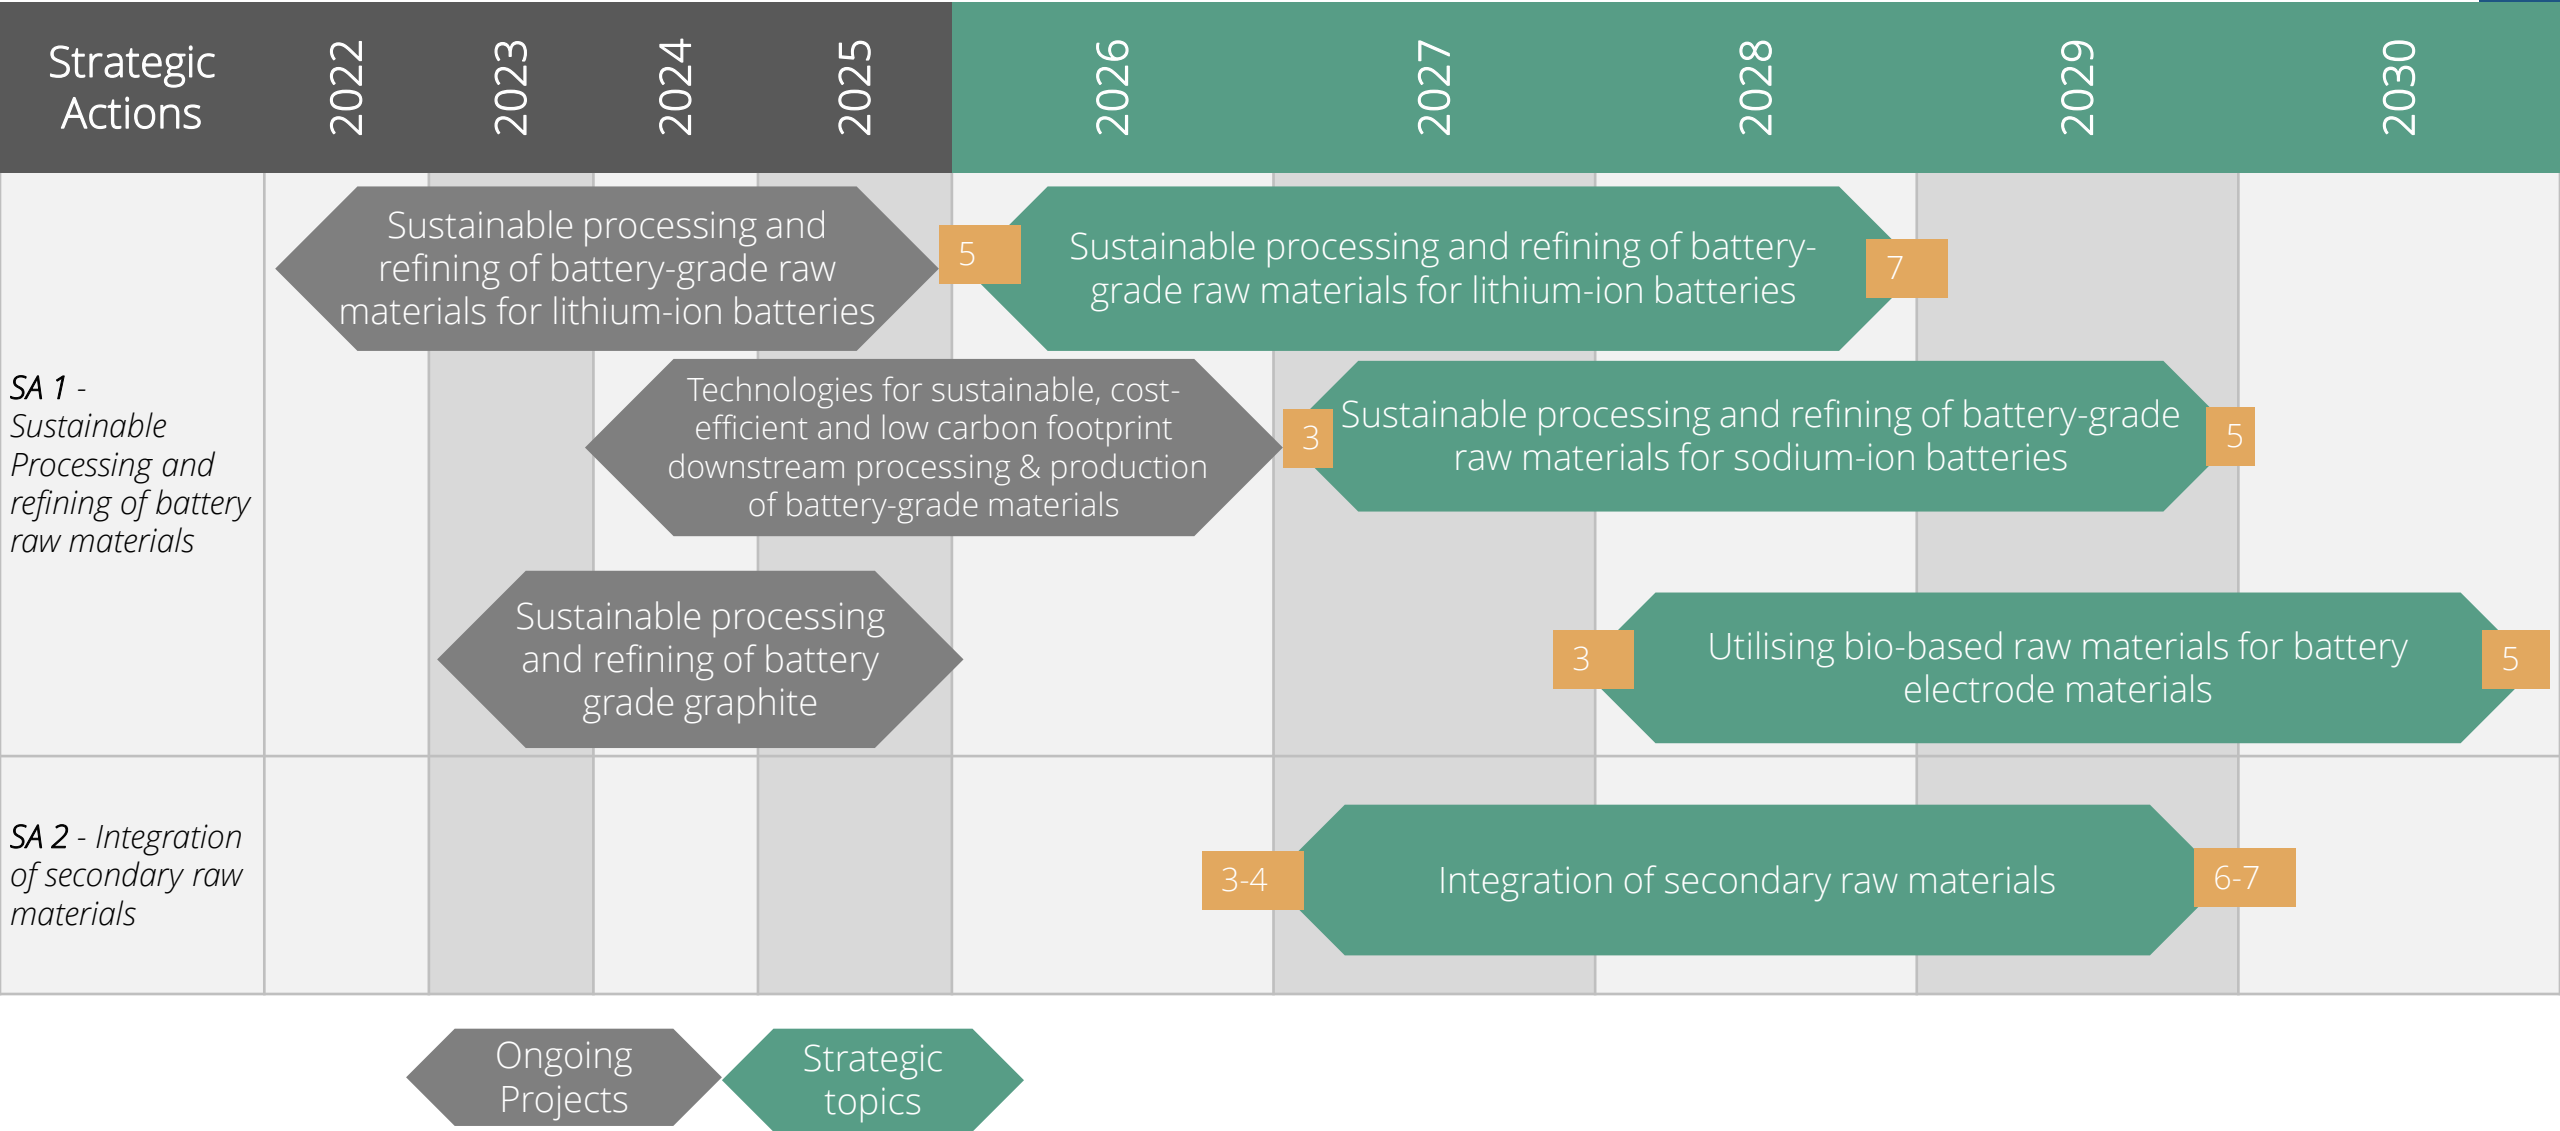 Strategic
Actions
2022
2023
2024
2025
2026
2027
2028
2029
2030
SA 1 -
Sustainable
Processing and
refining of battery
raw materials
Sustainable processing and
refining of battery-grade raw
materials for lithium-ion batteries
5
Sustainable processing and refining of battery-
grade raw materials for lithium-ion batteries
7
Technologies for sustainable, cost-
efficient and low carbon footprint
downstream processing & production
of battery-grade materials
3
Sustainable processing and refining of battery-grade
raw materials for sodium-ion batteries
5
Sustainable processing
and refining of battery
grade graphite
3
Utilising bio-based raw materials for battery
electrode materials
5
SA 2 - Integration
of secondary raw
materials
3-4
Integration of secondary raw materials
6-7
Ongoing
Projects
Strategic
topics